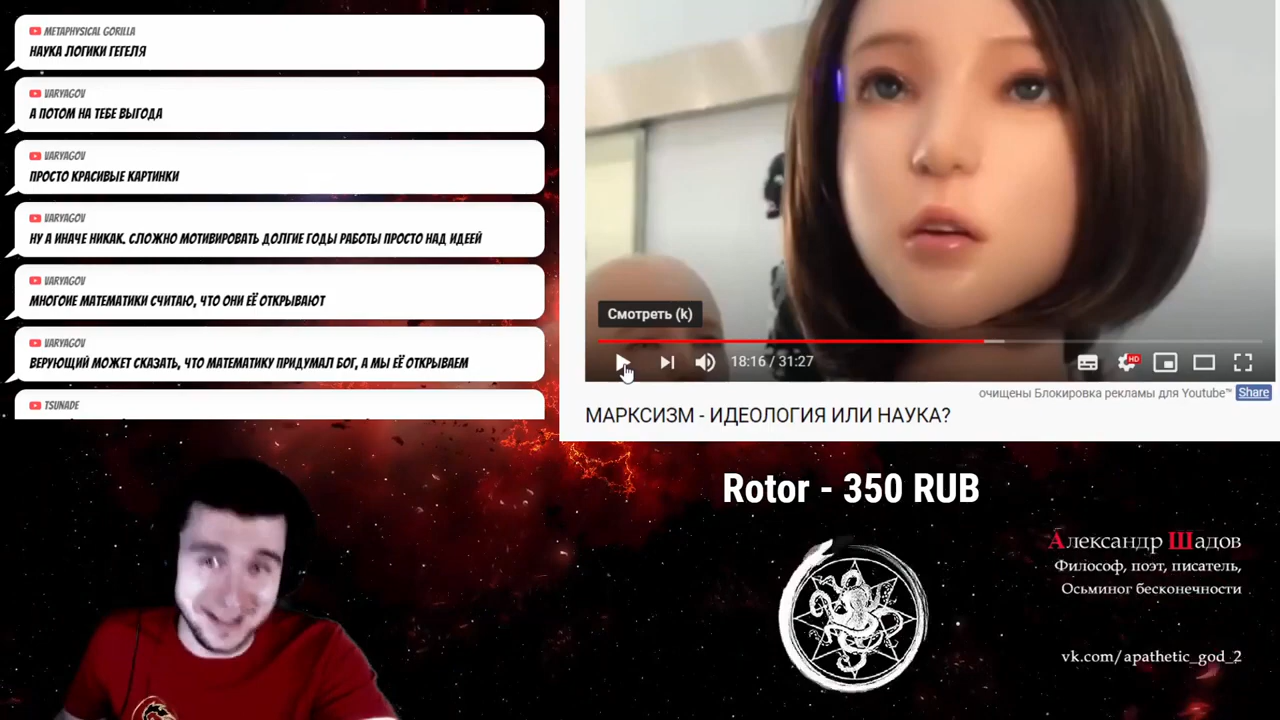 METAPHYSICAL GORILLA
НАУКА ЛОГИКИ ГЕГЕЛЯ
VARYAGOV
А ПОТОМ НА ТЕБЕ ВЫГОДА
VARYAGOV
ПРОСТО КРАСИВЫЕ КАРТИНКИ
VARYAGOV
НУ А ИНАЧЕ НИКАК. СЛОЖНО МОТИВИРОВАТЬ ДОЛГИЕ ГОДЫ РАБОТЫ ПРОСТО НАД ИДЕЕЙ
VARYAGOV
МНОГОИЕ МАТЕМАТИКИ СЧИТАЮ, ЧТО ОНИ ЕЁ ОТКРЫВАЮТ
VARYAGOV
ВЕРУЮЩИЙ МОЖЕТ СКАЗАТЬ, ЧТО МАТЕМАТИКУ ПРИДУМАЛ БОГ, А МЫ ЕЁ ОТКРЫВАЕМ
TSUNADE
Смотреть (k)
18:16 / 31:27
HD
очищены Блокировка рекламы для Youtube™ Share
МАРКСИЗМ - ИДЕОЛОГИЯ ИЛИ НАУКА?
Rotor - 350 RUB
Александр Шадов
Философ, поэт, писатель,
Осьминог бесконечности
vk.com/apathetic_god_2